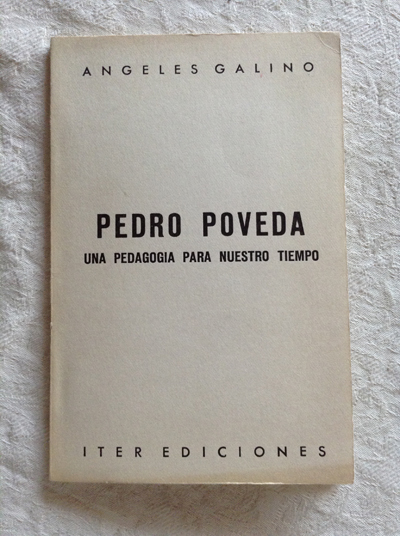 ANGELES GALINO
PEDRO POVEDA
UNA PEDAGOGIA PARA NUESTRO TIEMPO
ITER EDICIONES